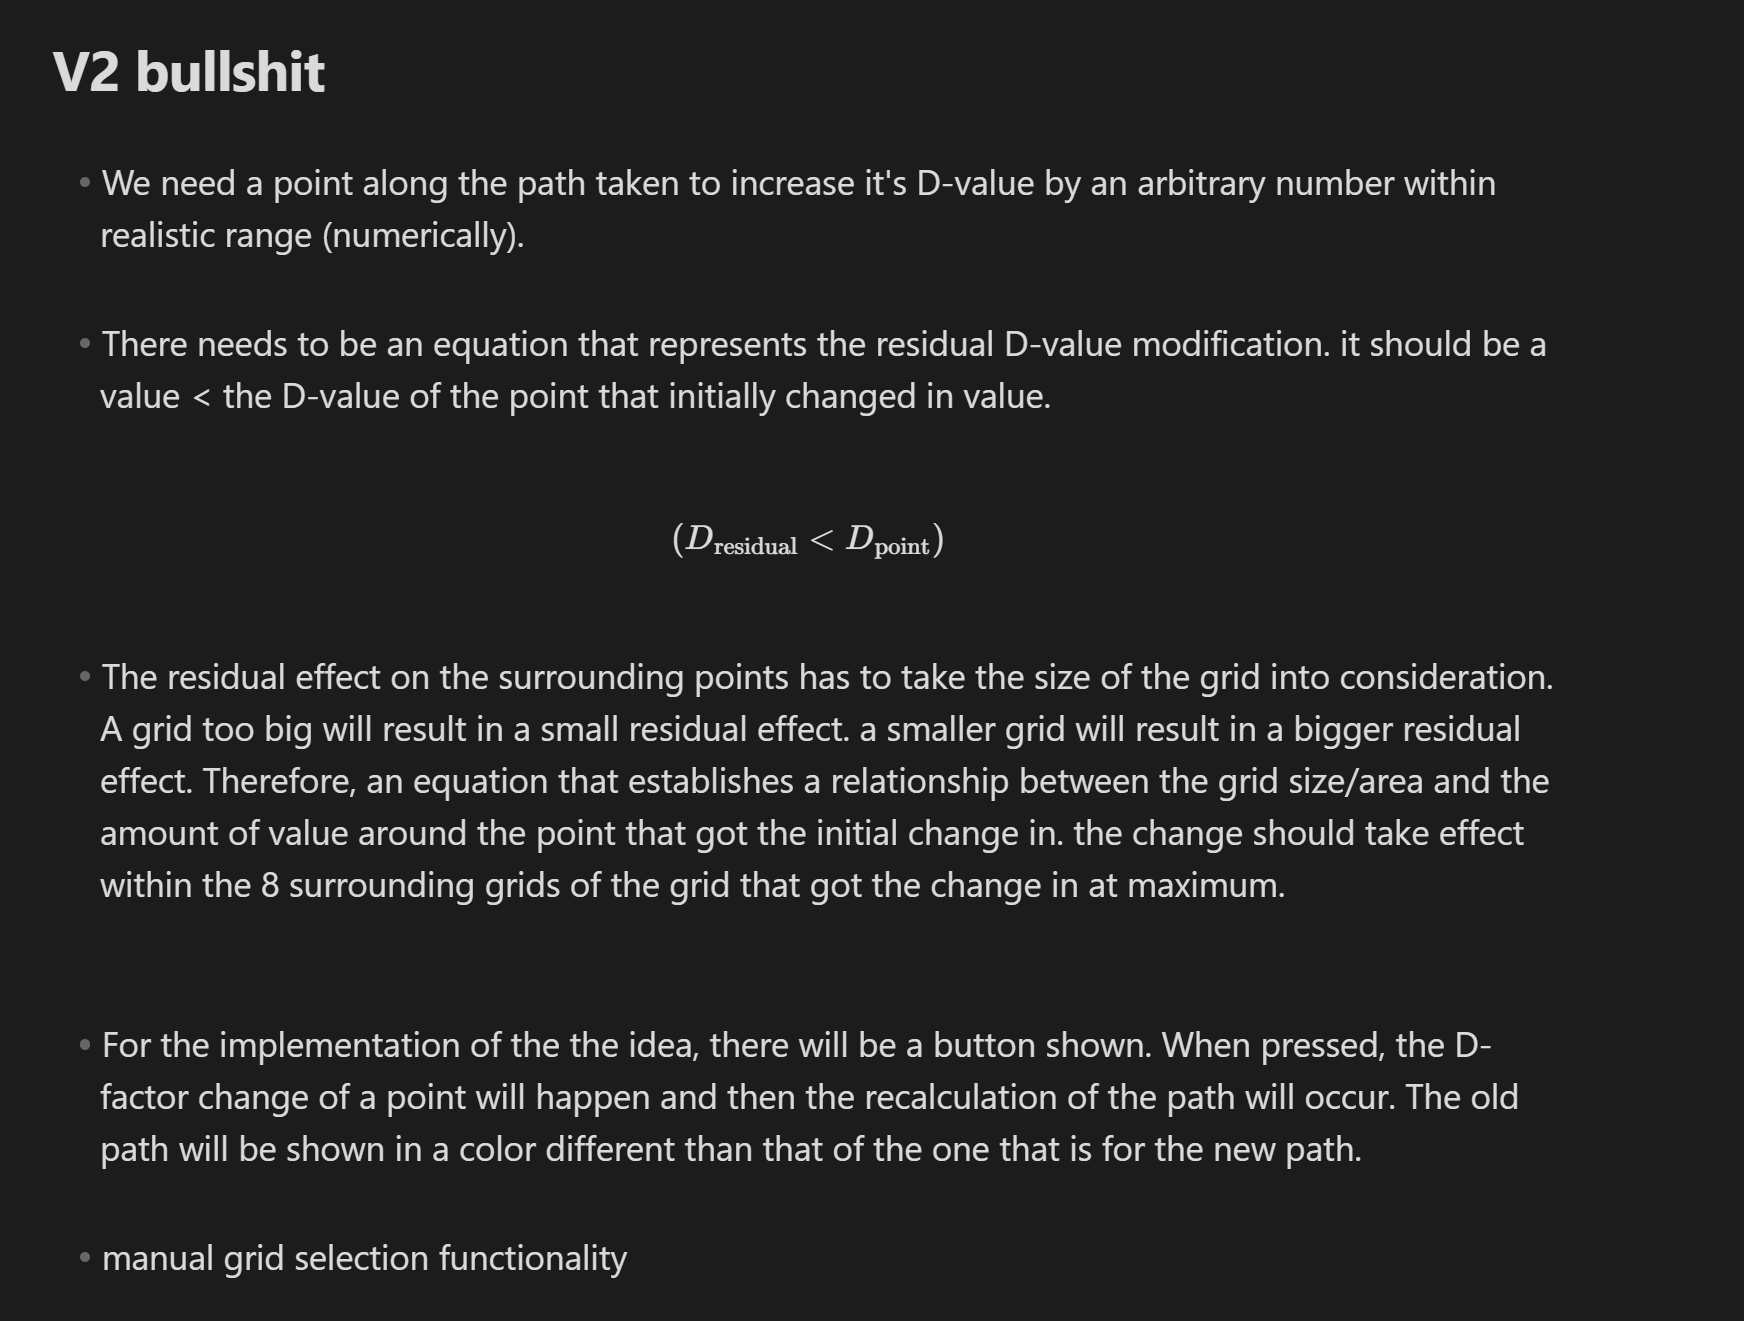 V2 bullshit
• We need a point along the path taken to increase it's D-value by an arbitrary number within
realistic range (numerically).
• There needs to be an equation that represents the residual D-value modification. it should be a
value < the D-value of the point that initially changed in value.
(D_residual < D_point)
• The residual effect on the surrounding points has to take the size of the grid into consideration.
A grid too big will result in a small residual effect. a smaller grid will result in a bigger residual
effect. Therefore, an equation that establishes a relationship between the grid size/area and the
amount of value around the point that got the initial change in. the change should take effect
within the 8 surrounding grids of the grid that got the change in at maximum.
• For the implementation of the the idea, there will be a button shown. When pressed, the D-
factor change of a point will happen and then the recalculation of the path will occur. The old
path will be shown in a color different than that of the one that is for the new path.
• manual grid selection functionality